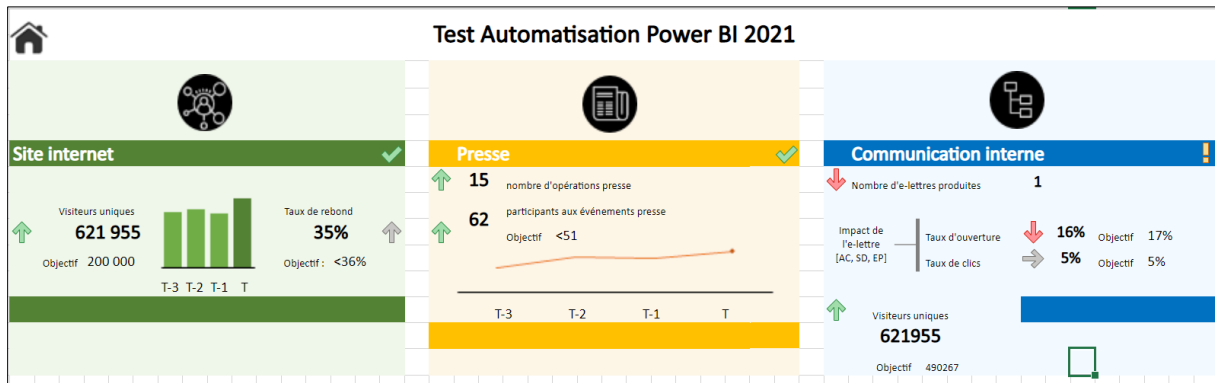 Test Automatisation Power BI 2021
Site internet
Visiteurs uniques
621 955
Objectif 200 000
T-3 T-2 T-1 T
Taux de rebond
35%
Objectif : <36%
Presse
15 nombre d'opérations presse
62 participants aux événements presse
Objectif <51
T-3 T-2 T-1 T
Communication interne
Nombre d'e-lettres produites 1
Impact de
l'e-lettre
[AC, SD, EP]
Taux d'ouverture 16% Objectif 17%
Taux de clics 5% Objectif 5%
Visiteurs uniques
621955
Objectif 490267